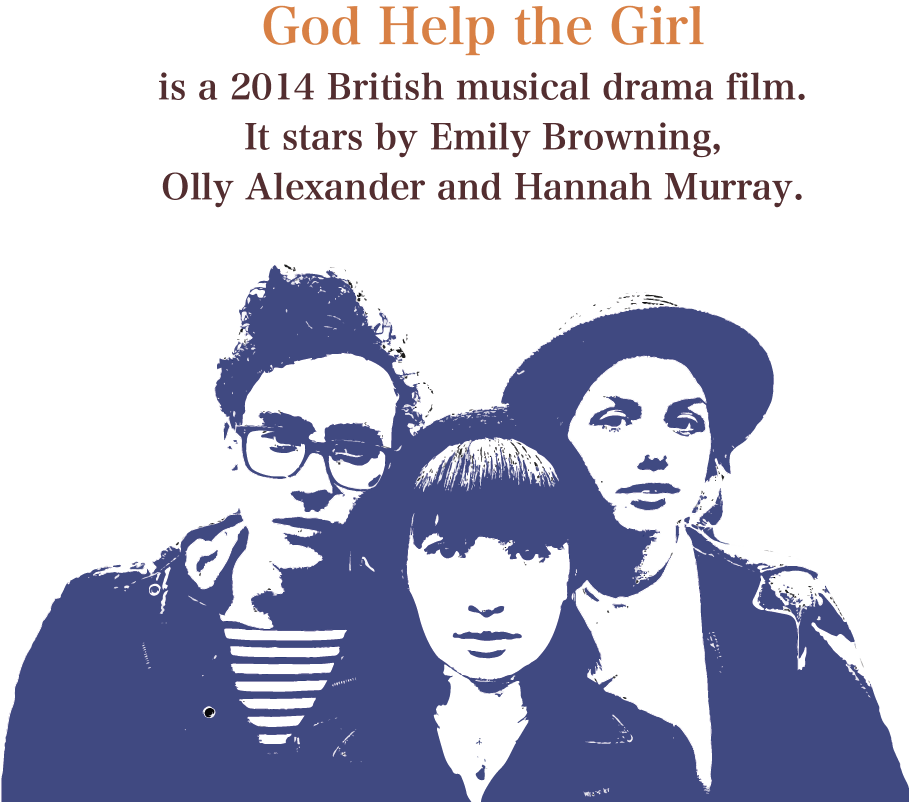 God Help the Girl
is a 2014 British musical drama film.
It stars by Emily Browning,
Olly Alexander and Hannah Murray.